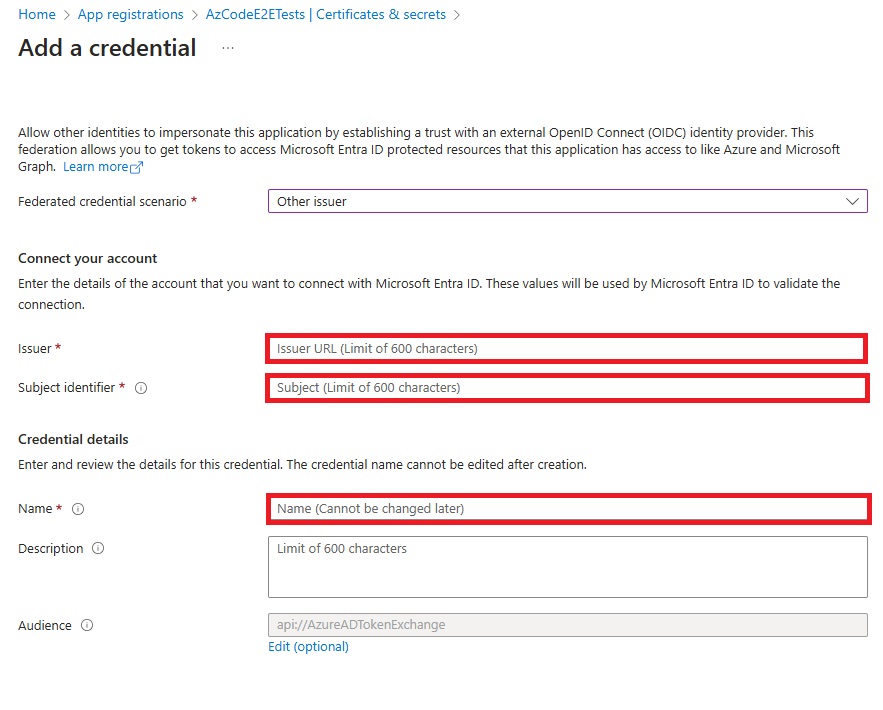 Home > App registrations > AzCodeE2ETests | Certificates & secrets >
Add a credential ...
Allow other identities to impersonate this application by establishing a trust with an external OpenID Connect (OIDC) identity provider. This
federation allows you to get tokens to access Microsoft Entra ID protected resources that this application has access to like Azure and Microsoft
Graph. Learn more
Federated credential scenario * Other issuer
Connect your account
Enter the details of the account that you want to connect with Microsoft Entra ID. These values will be used by Microsoft Entra ID to validate the
connection.
Issuer * Issuer URL (Limit of 600 characters)
Subject identifier * Subject (Limit of 600 characters)
Credential details
Enter and review the details for this credential. The credential name cannot be edited after creation.
Name * Name (Cannot be changed later)
Description Limit of 600 characters
Audience api://AzureADTokenExchange
Edit (optional)